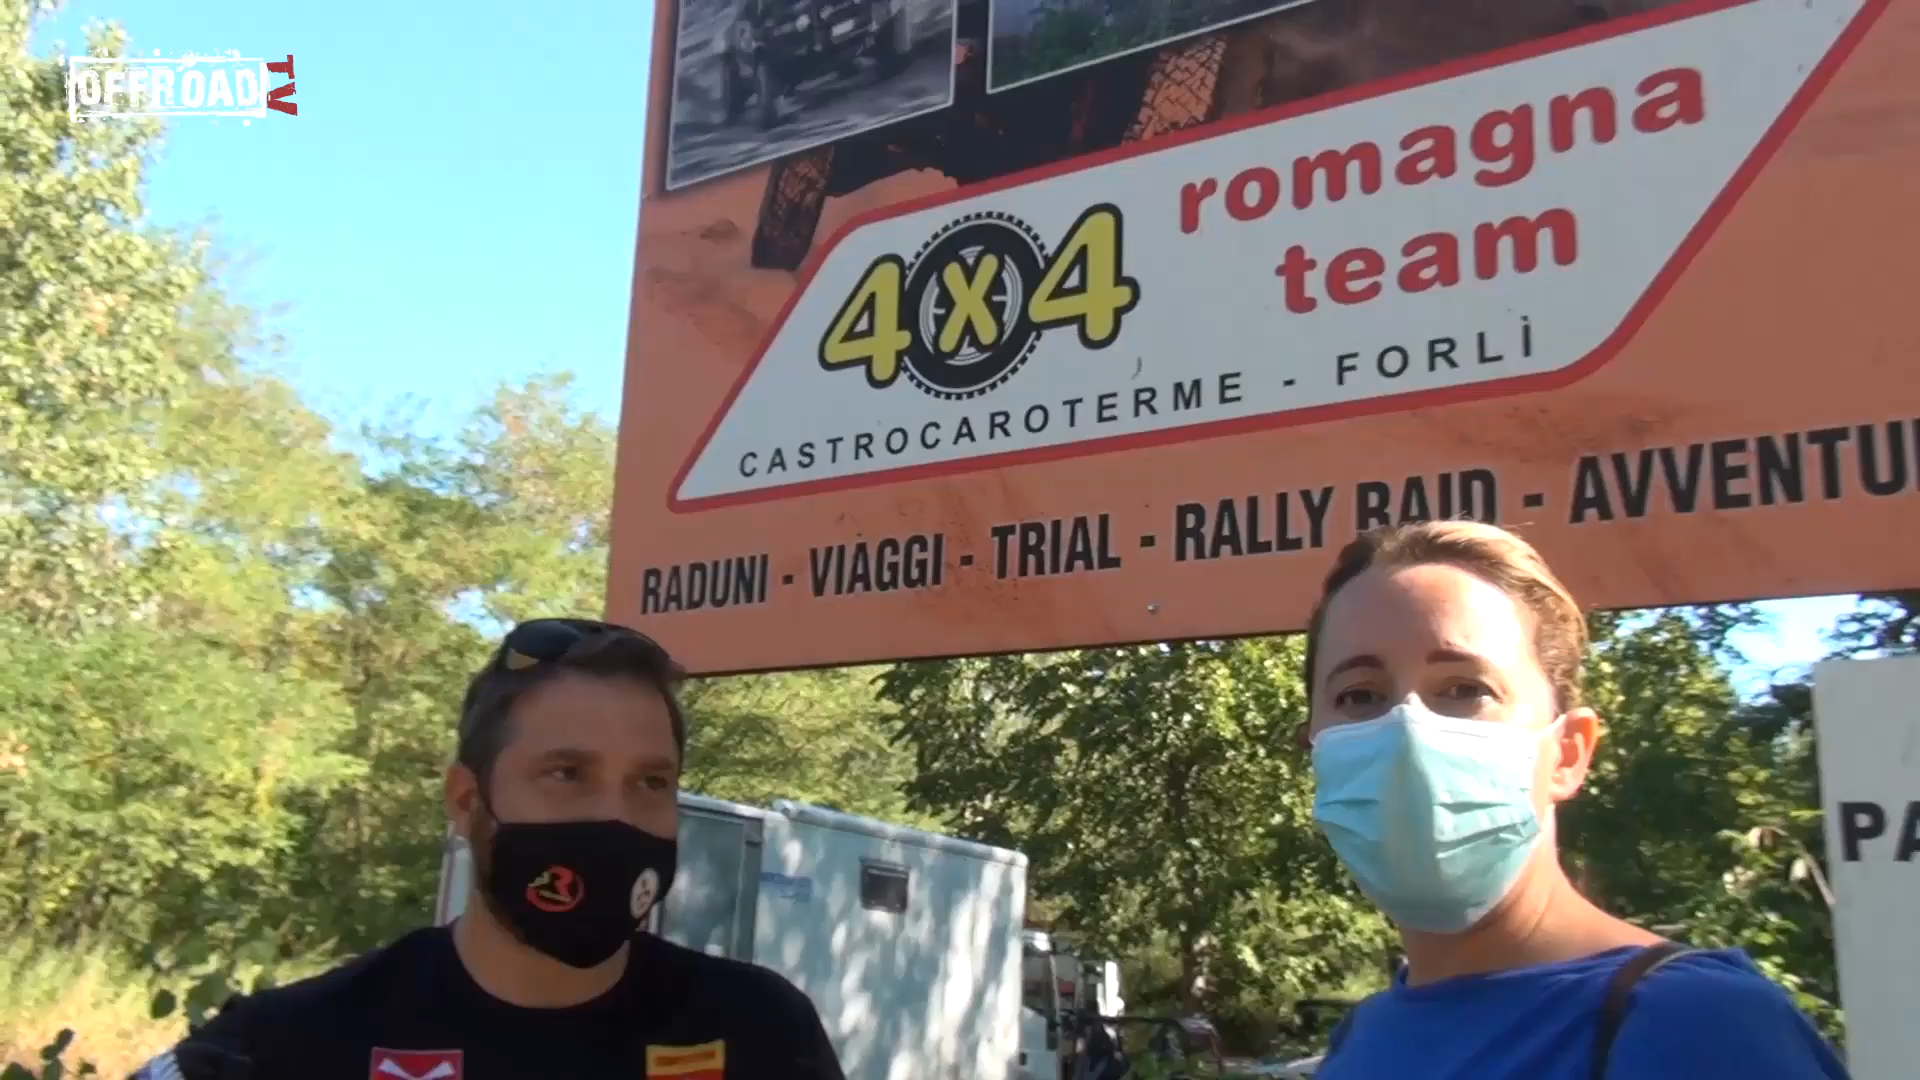 OFFROAD TV
4x4 romagna
team
CASTROCAROTERME - FORLÌ
RADUNI - VIAGGI - TRIAL - RALLY RAID - AVVENTU
PA